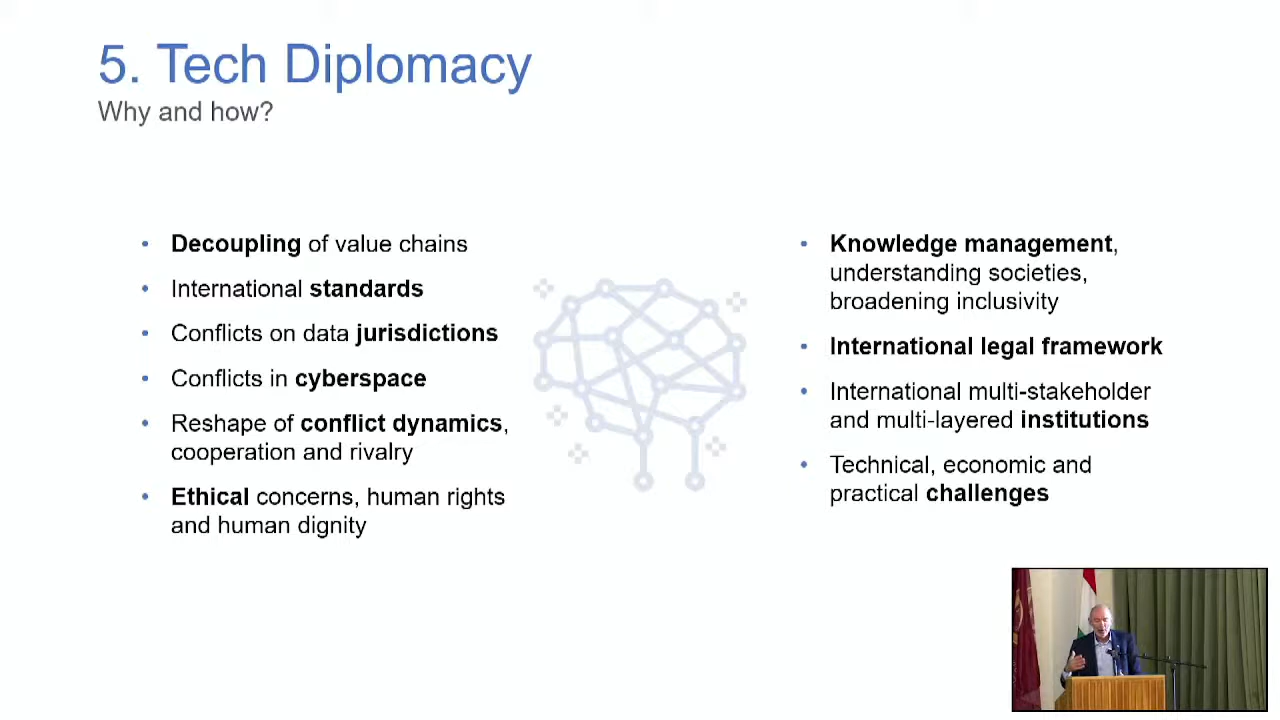 5. Tech Diplomacy
Why and how?
• Decoupling of value chains
• International standards
• Conflicts on data jurisdictions
• Conflicts in cyberspace
• Reshape of conflict dynamics,
cooperation and rivalry
• Ethical concerns, human rights
and human dignity
• Knowledge management,
understanding societies,
broadening inclusivity
• International legal framework
• International multi-stakeholder
and multi-layered institutions
• Technical, economic and
practical challenges